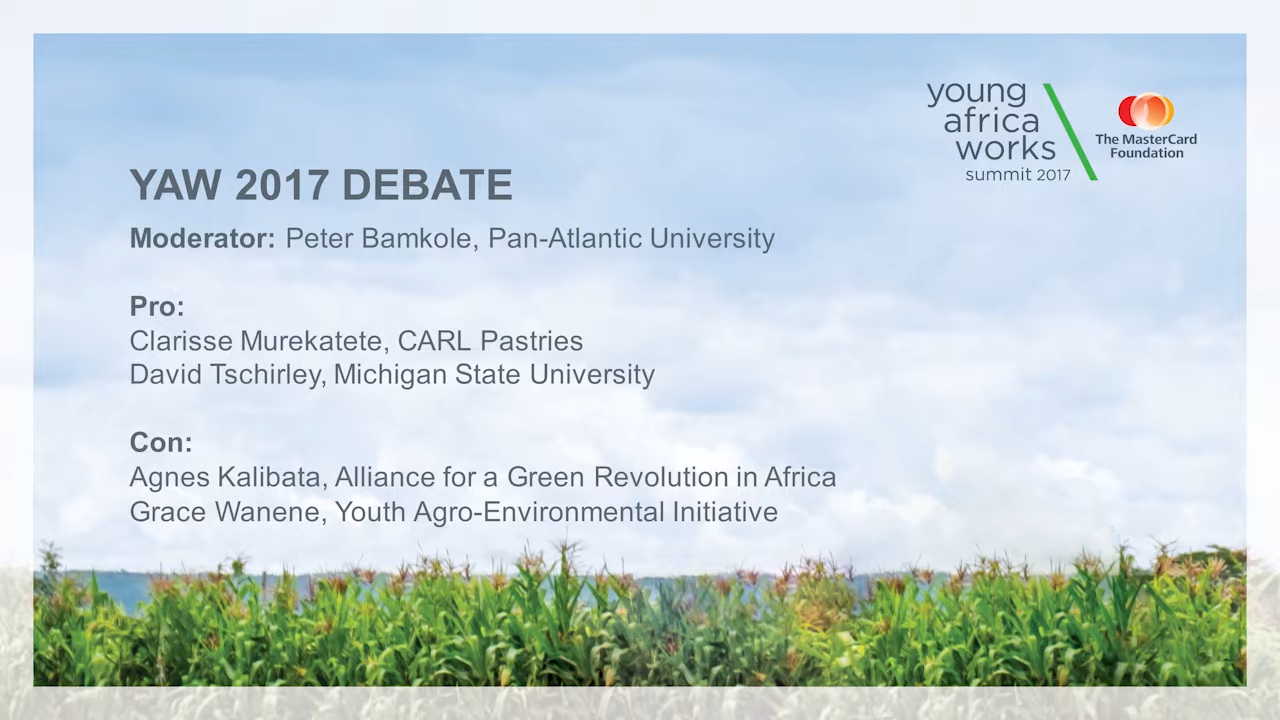 young
africa
works
summit 2017
The MasterCard
Foundation
YAW 2017 DEBATE
Moderator: Peter Bamkole, Pan-Atlantic University
Pro:
Clarisse Murekatete, CARL Pastries
David Tschirley, Michigan State University
Con:
Agnes Kalibata, Alliance for a Green Revolution in Africa
Grace Wanene, Youth Agro-Environmental Initiative